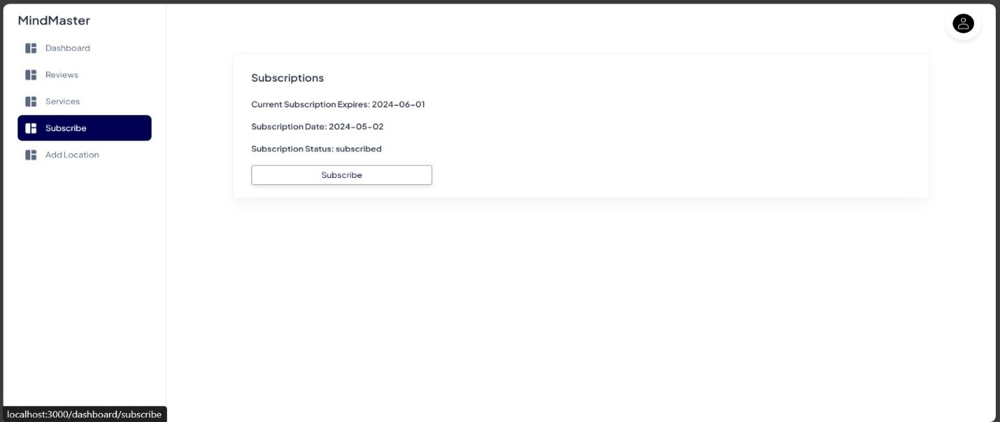 MindMaster
Dashboard
Reviews
Services
Subscribe
Add Location
Subscriptions
Current Subscription Expires: 2024-06-01
Subscription Date: 2024-05-02
Subscription Status: subscribed
Subscribe
localhost:3000/dashboard/subscribe